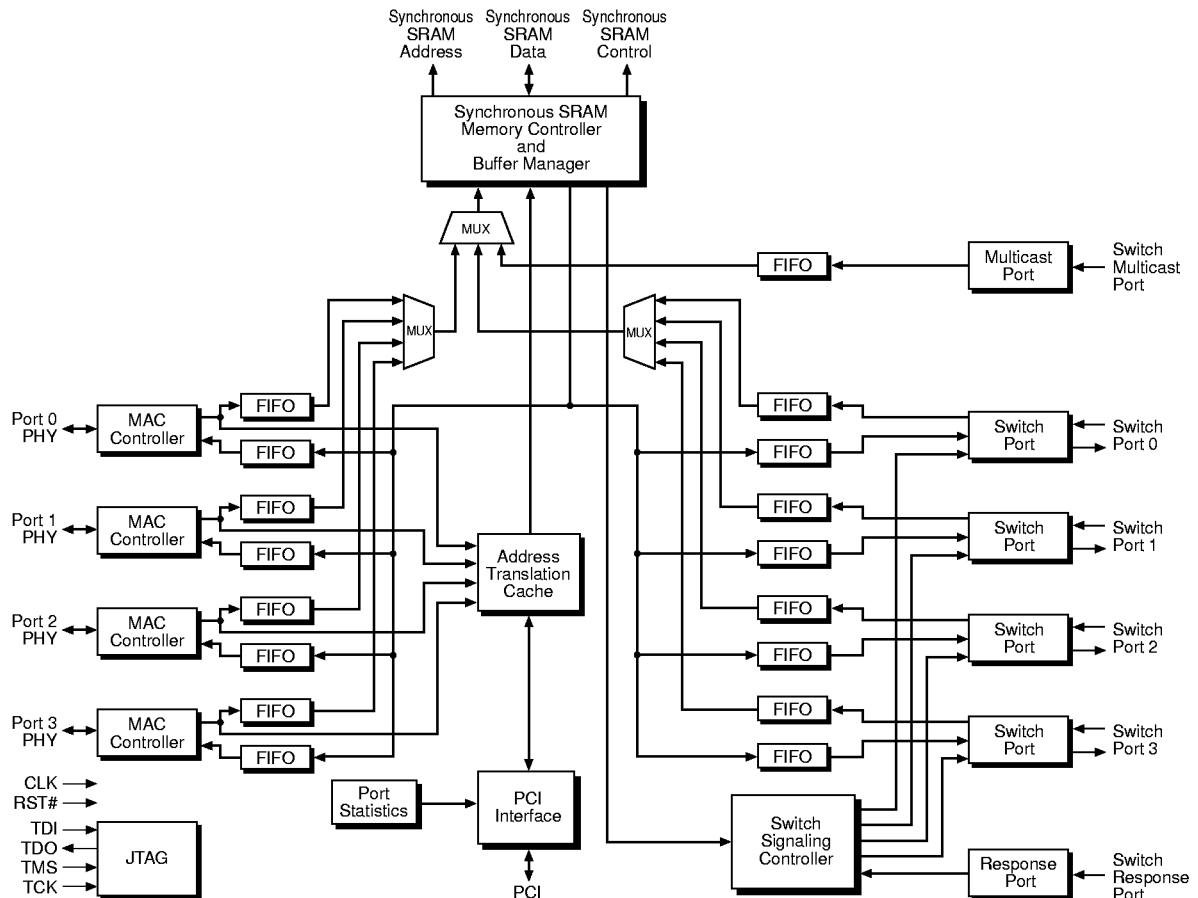 Synchronous
SRAM
Address
Synchronous
SRAM
Data
Synchronous
SRAM
Control
Synchronous SRAM
Memory Controller
and
Buffer Manager
MUX
FIFO
Multicast
Port
Switch
Multicast
Port
MUX
MUX
Port 0
PHY
MAC
Controller
FIFO
FIFO
FIFO
FIFO
Switch
Port
Switch
Port 0
Port 1
PHY
MAC
Controller
FIFO
FIFO
Address
Translation
Cache
FIFO
FIFO
Switch
Port
Switch
Port 1
Port 2
PHY
MAC
Controller
FIFO
FIFO
FIFO
FIFO
Switch
Port
Switch
Port 2
Port 3
PHY
MAC
Controller
FIFO
FIFO
FIFO
FIFO
Switch
Port
Switch
Port 3
CLK
RST#
TDI
TDO
TMS
TCK
JTAG
Port
Statistics
PCI
Interface
PCI
Switch
Signaling
Controller
Response
Port
Switch
Response
Port